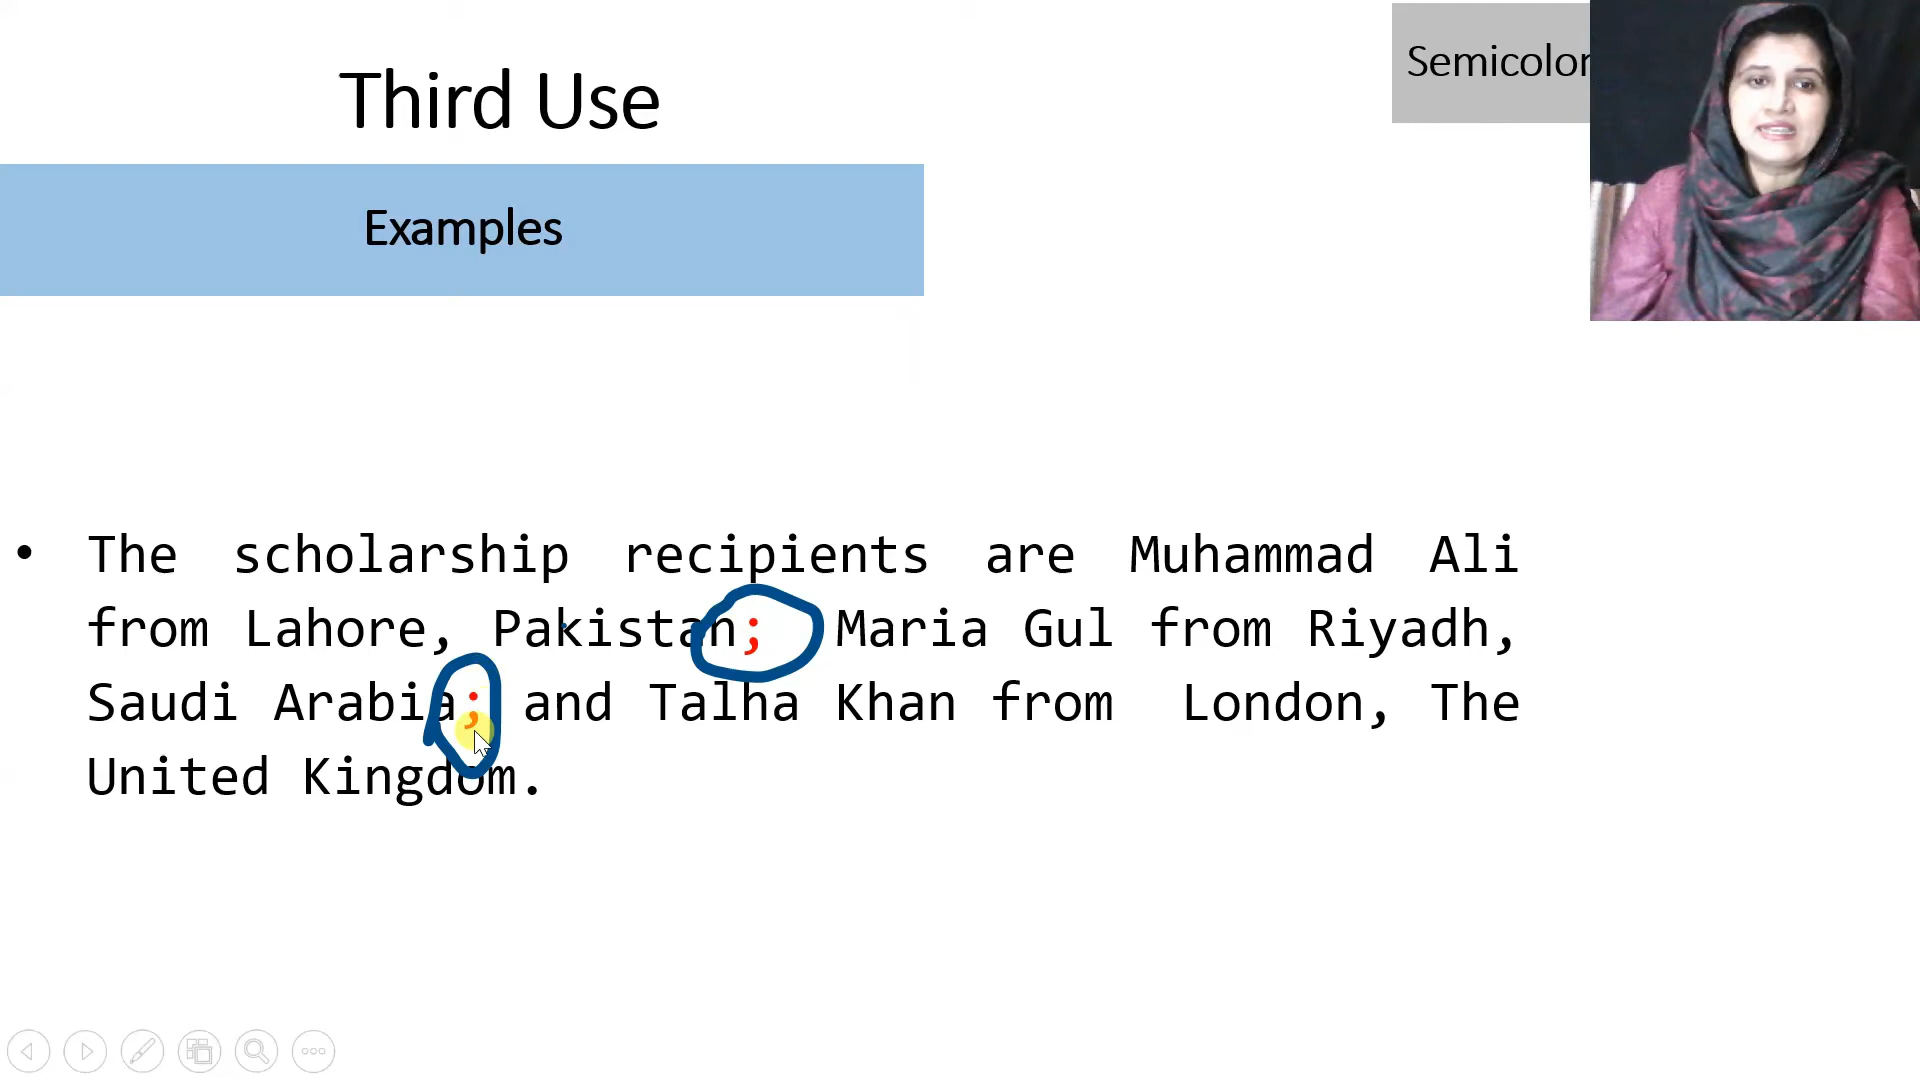 Third Use
Semicolon
Examples
• The scholarship recipients are Muhammad Ali
from Lahore, Pakistan; Maria Gul from Riyadh,
Saudi Arabia; and Talha Khan from London, The
United Kingdom.